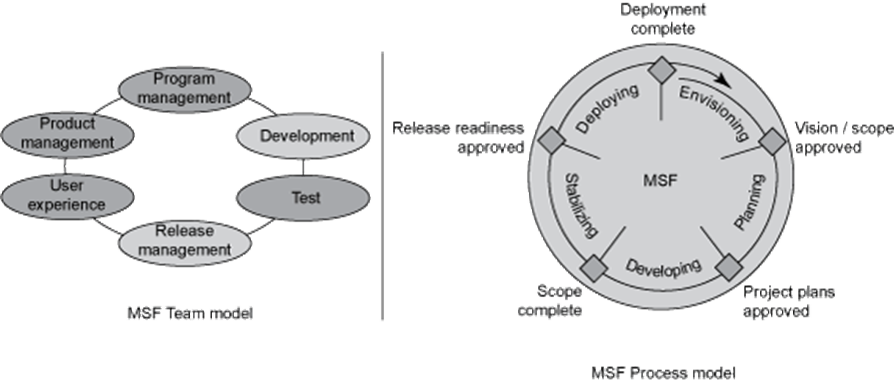 Program
management
Product
management
Development
User
experience
Test
Release
management
MSF Team model
Deployment
complete
Deploying
Envisioning
Release readiness
approved
Vision / scope
approved
MSF
Stabilizing
Planning
Developing
Scope
complete
Project plans
approved
MSF Process model